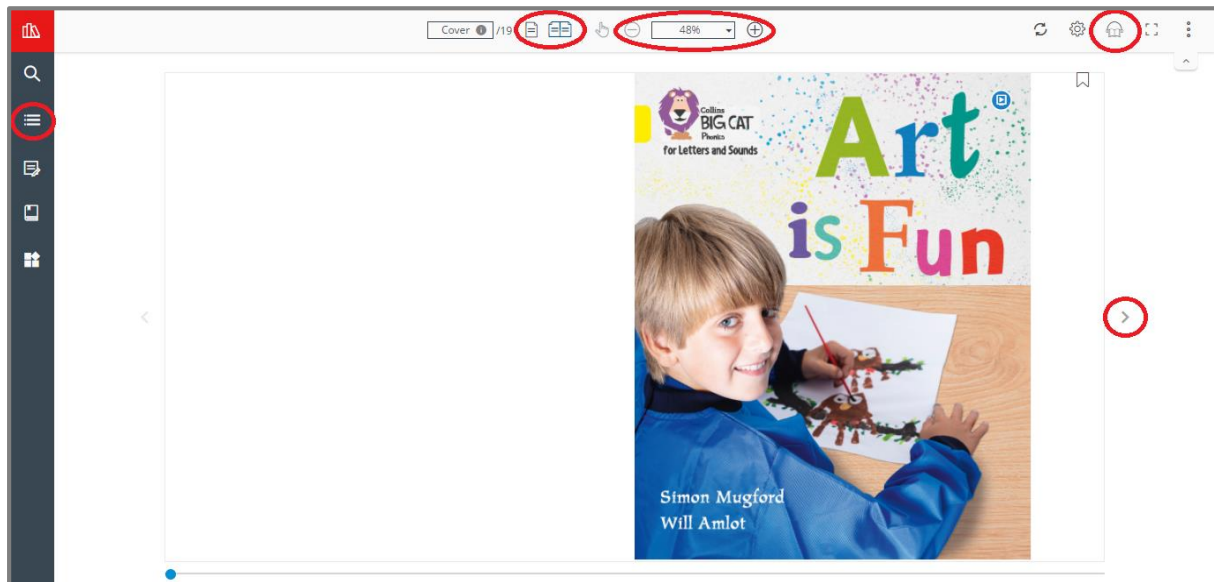 Cover /19
48%
Collins
BIG CAT
Phonics
for Letters and Sounds
Art
is Fun
Simon Mugford
Will Amlot